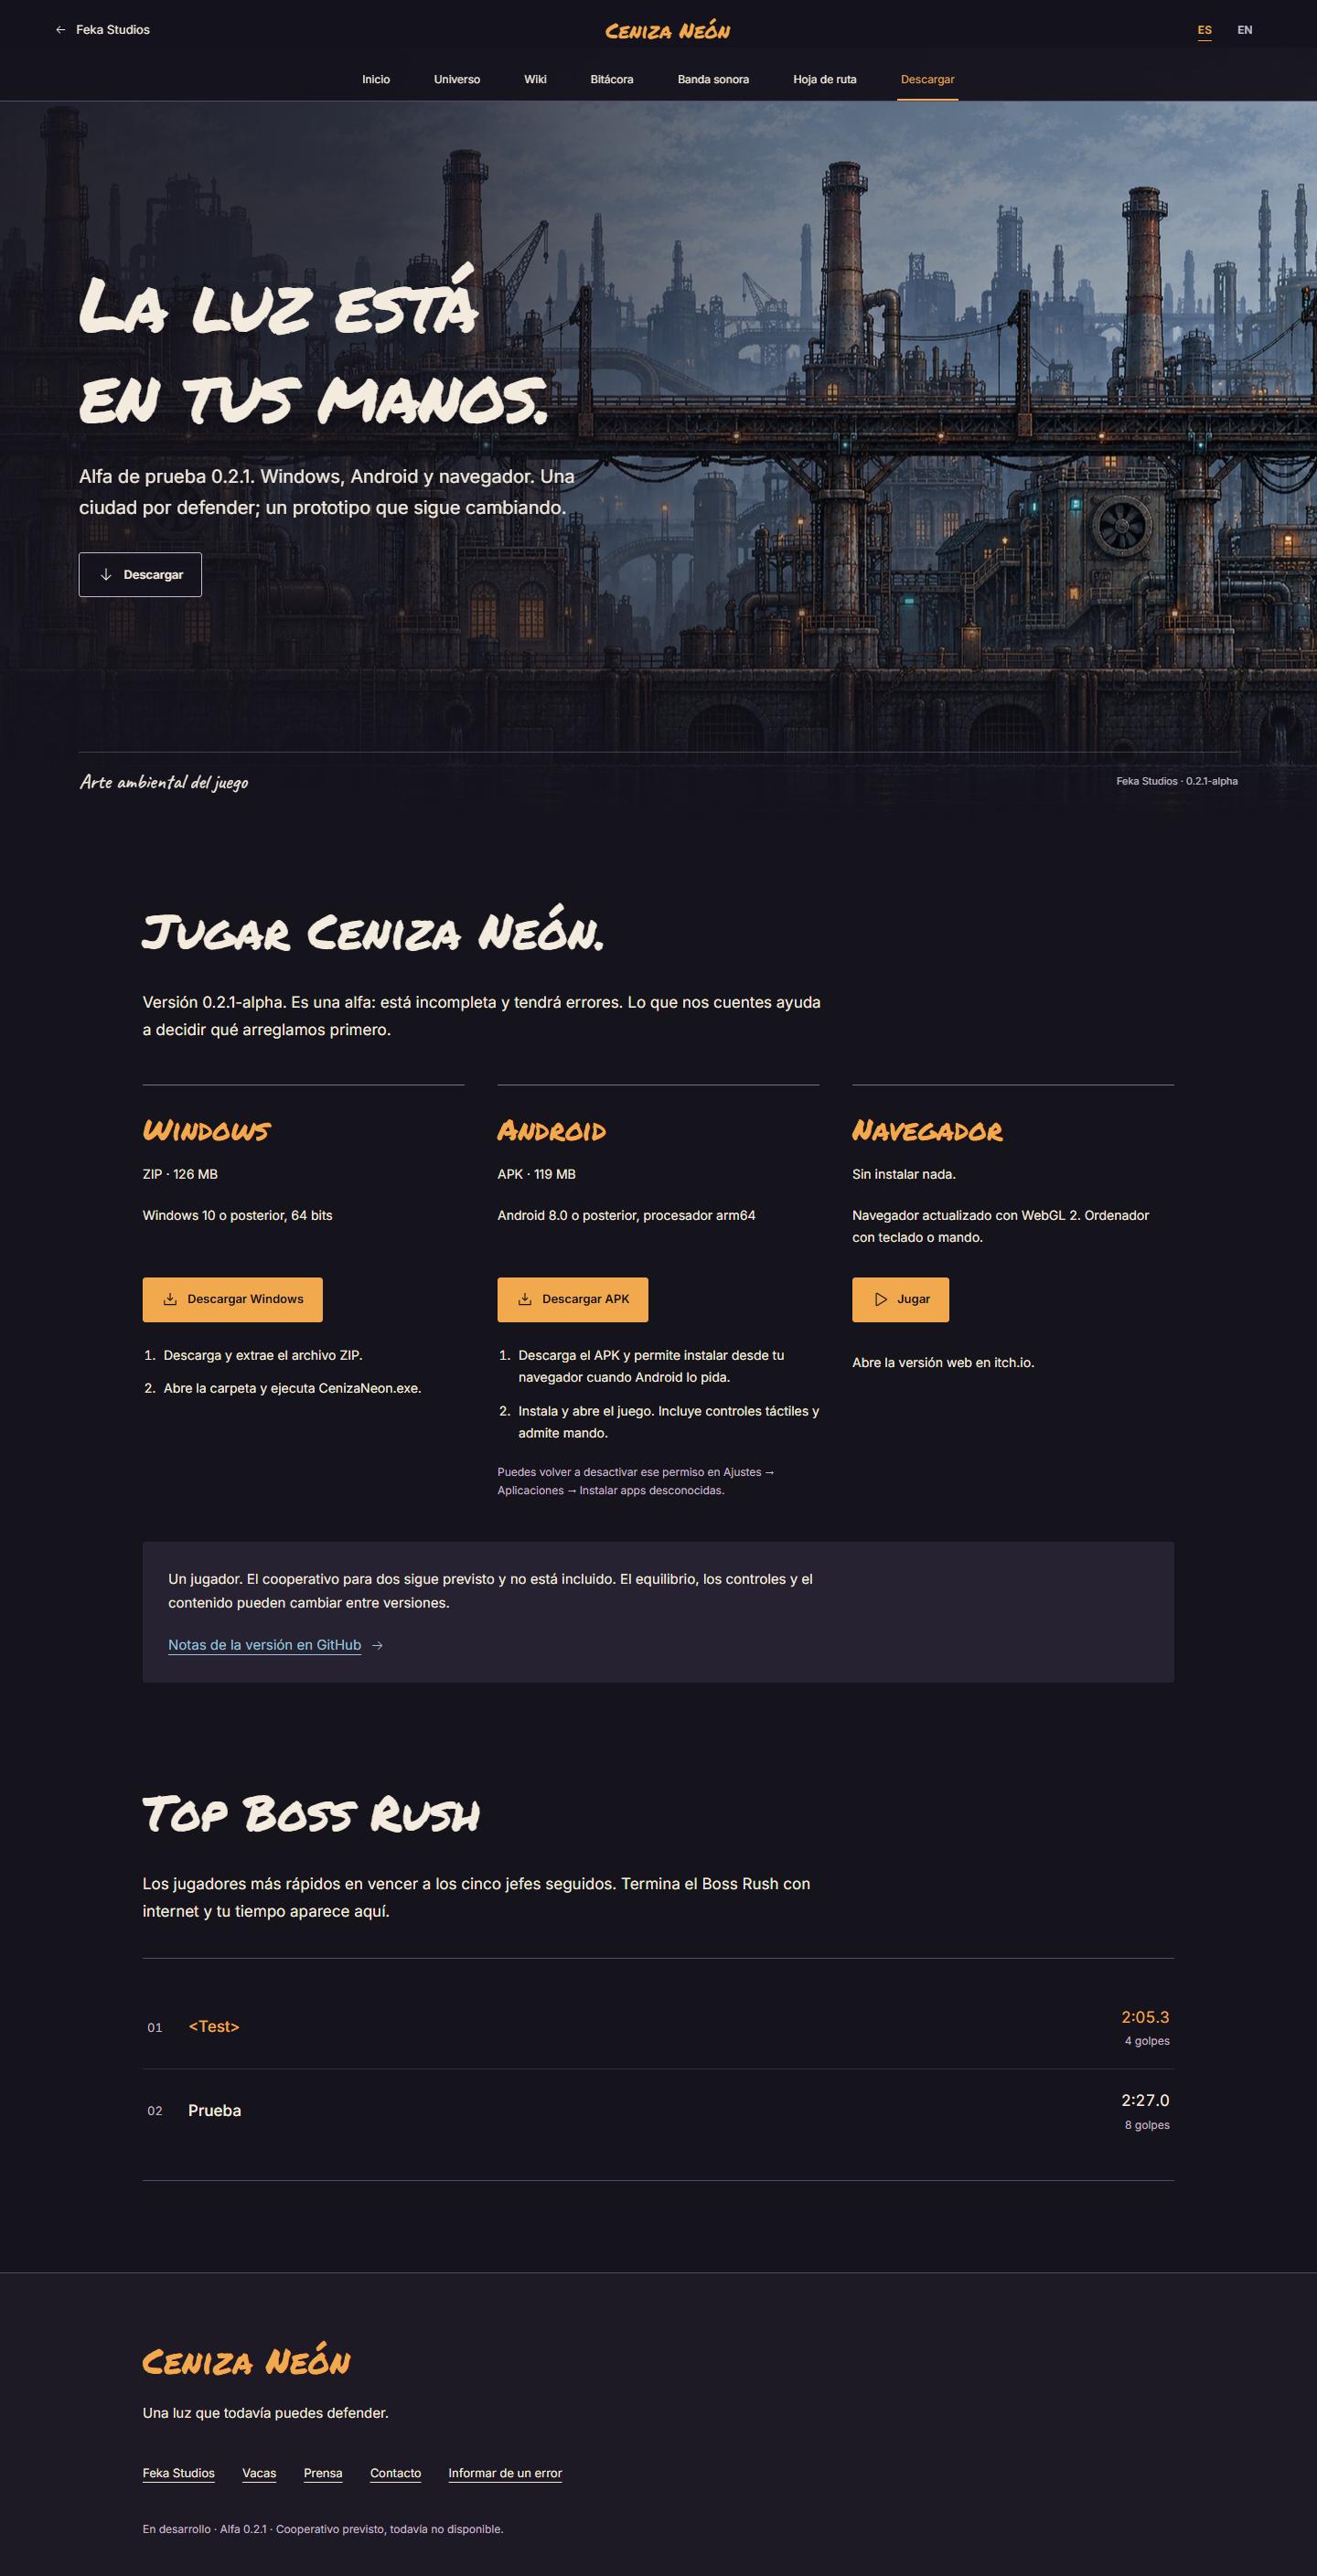 ← Feka Studios
Ceniza Neón
ES EN
Inicio Universo Wiki Bitácora Banda sonora Hoja de ruta Descargar
La luz está
en tus manos.
Alfa de prueba 0.2.1. Windows, Android y navegador. Una
ciudad por defender; un prototipo que sigue cambiando.
↓ Descargar
Arte ambiental del juego
Feka Studios · 0.2.1-alpha
Jugar Ceniza Neón.
Versión 0.2.1-alpha. Es una alfa: está incompleta y tendrá errores. Lo que nos cuentes ayuda
a decidir qué arreglamos primero.
Windows
ZIP · 126 MB
Windows 10 o posterior, 64 bits
Descargar Windows
1. Descarga y extrae el archivo ZIP.
2. Abre la carpeta y ejecuta CenizaNeon.exe.
Android
APK · 119 MB
Android 8.0 o posterior, procesador arm64
Descargar APK
1. Descarga el APK y permite instalar desde tu
navegador cuando Android lo pida.
2. Instala y abre el juego. Incluye controles táctiles y
admite mando.
Puedes volver a desactivar ese permiso en Ajustes →
Aplicaciones → Instalar apps desconocidas.
Navegador
Sin instalar nada.
Navegador actualizado con WebGL 2. Ordenador
con teclado o mando.
Jugar
Abre la versión web en itch.io.
Un jugador. El cooperativo para dos sigue previsto y no está incluido. El equilibrio, los controles y el
contenido pueden cambiar entre versiones.
Notas de la versión en GitHub →
Top Boss Rush
Los jugadores más rápidos en vencer a los cinco jefes seguidos. Termina el Boss Rush con
internet y tu tiempo aparece aquí.
01 <Test> 2:05.3
4 golpes
02 Prueba 2:27.0
8 golpes
Ceniza Neón
Una luz que todavía puedes defender.
Feka Studios Vacas Prensa Contacto Informar de un error
En desarrollo · Alfa 0.2.1 · Cooperativo previsto, todavía no disponible.